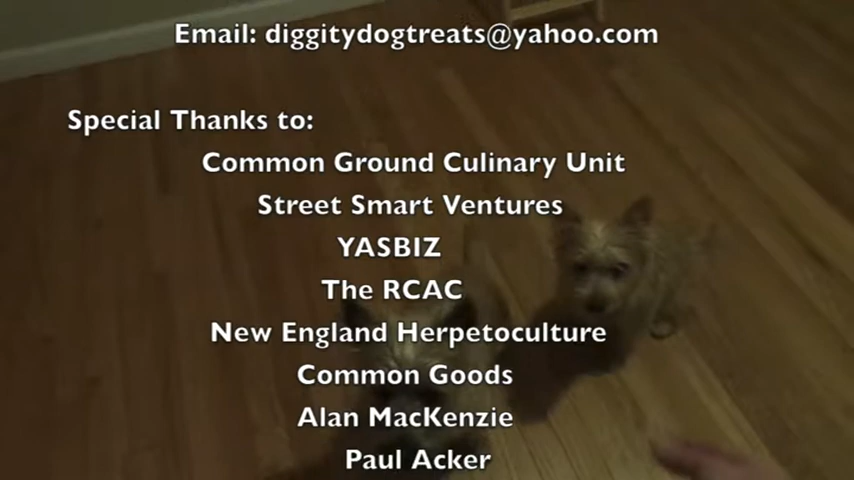 Email: diggitydogtreats@yahoo.com
Special Thanks to:
Common Ground Culinary Unit
Street Smart Ventures
YASBIZ
The RCAC
New England Herpetoculture
Common Goods
Alan MacKenzie
Paul Acker